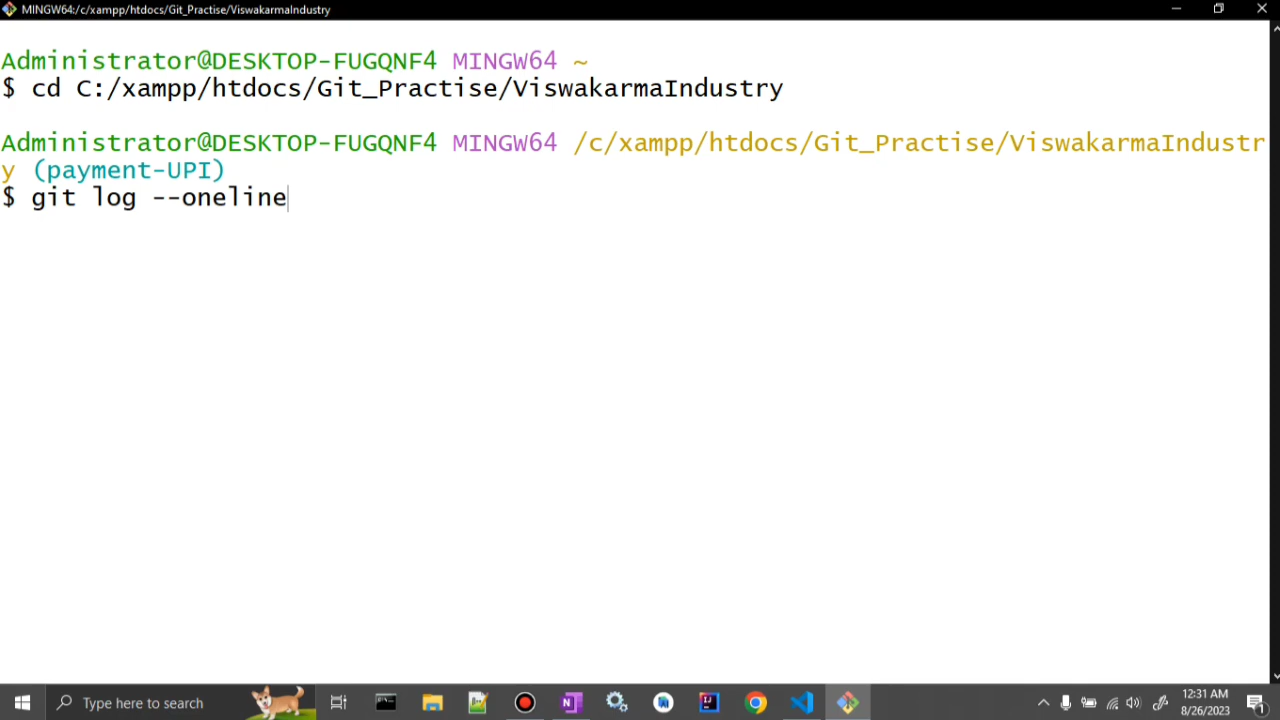 MINGW64:/c/xampp/htdocs/Git_Practise/ViswakarmaIndustry
Administrator@DESKTOP-FUGQNF4 MINGW64 ~
$ cd C:/xampp/htdocs/Git_Practise/ViswakarmaIndustry
Administrator@DESKTOP-FUGQNF4 MINGW64 /c/xampp/htdocs/Git_Practise/ViswakarmaIndustr
y (payment-UPI)
$ git log --oneline
Type here to search
12:31 AM
8/26/2023